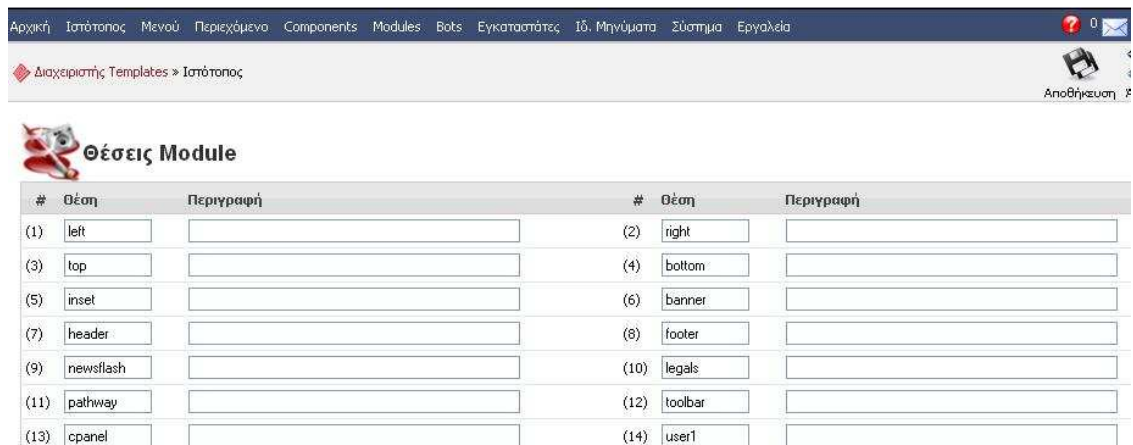 Αρχική Ιστότοπος Μενού Περιεχόμενο Components Modules Bots Εγκαταστάτες Ιδ. Μηνύματα Σύστημα Εργαλεία 0
Διαχειριστής Templates » Ιστότοπος
Αποθήκευση
Θέσεις Module
# Θέση Περιγραφή # Θέση Περιγραφή
(1) left (2) right
(3) top (4) bottom
(5) inset (6) banner
(7) header (8) footer
(9) newsflash (10) legals
(11) pathway (12) toolbar
(13) cpanel (14) user1